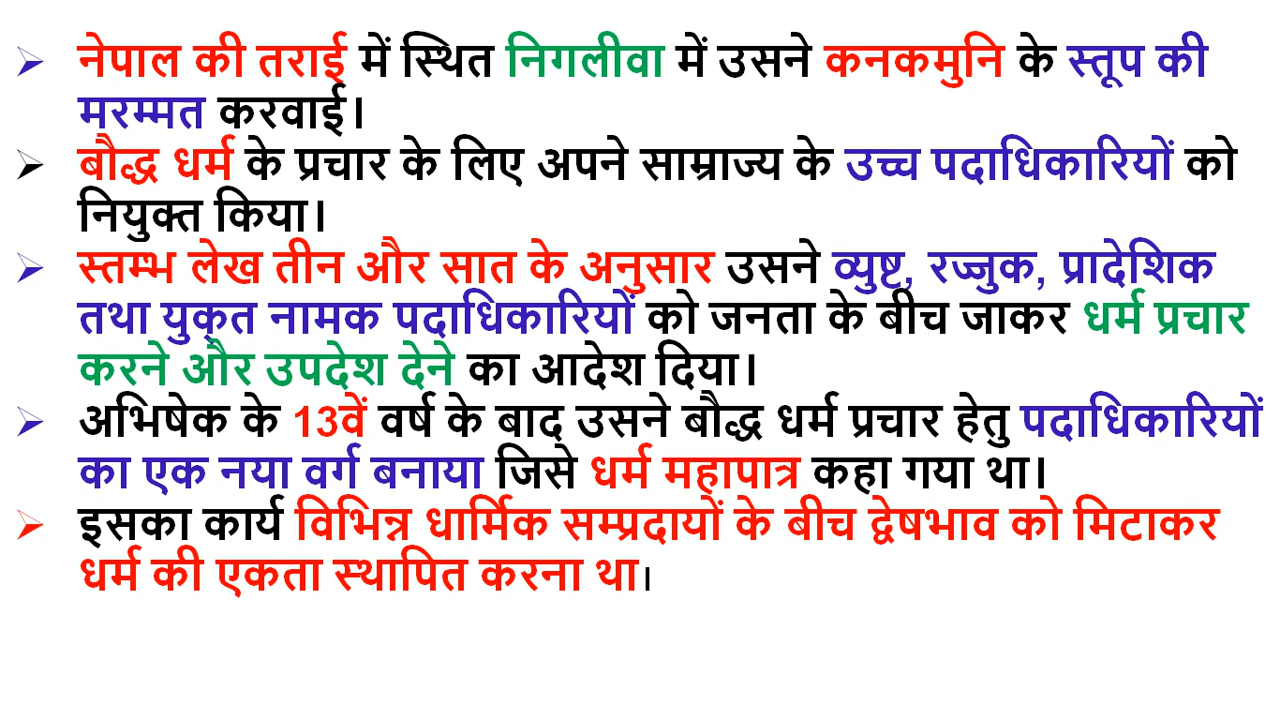 ➢ नेपाल की तराई में स्थित निगलीवा में उसने कनकमुनि के स्तूप की
मरम्मत करवाई।
➢ बौद्ध धर्म के प्रचार के लिए अपने साम्राज्य के उच्च पदाधिकारियों को
नियुक्त किया।
➢ स्तम्भ लेख तीन और सात के अनुसार उसने व्युष्ट, रज्जुक, प्रादेशिक
तथा युक्त नामक पदाधिकारियों को जनता के बीच जाकर धर्म प्रचार
करने और उपदेश देने का आदेश दिया।
➢ अभिषेक के 13वें वर्ष के बाद उसने बौद्ध धर्म प्रचार हेतु पदाधिकारियों
का एक नया वर्ग बनाया जिसे धर्म महापात्र कहा गया था।
➢ इसका कार्य विभिन्न धार्मिक सम्प्रदायों के बीच द्वेषभाव को मिटाकर
धर्म की एकता स्थापित करना था।